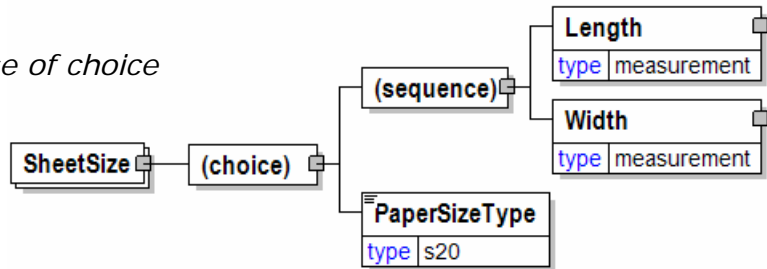 of choice
Length
type measurement
(sequence)
Width
type measurement
SheetSize
(choice)
PaperSizeType
type s20